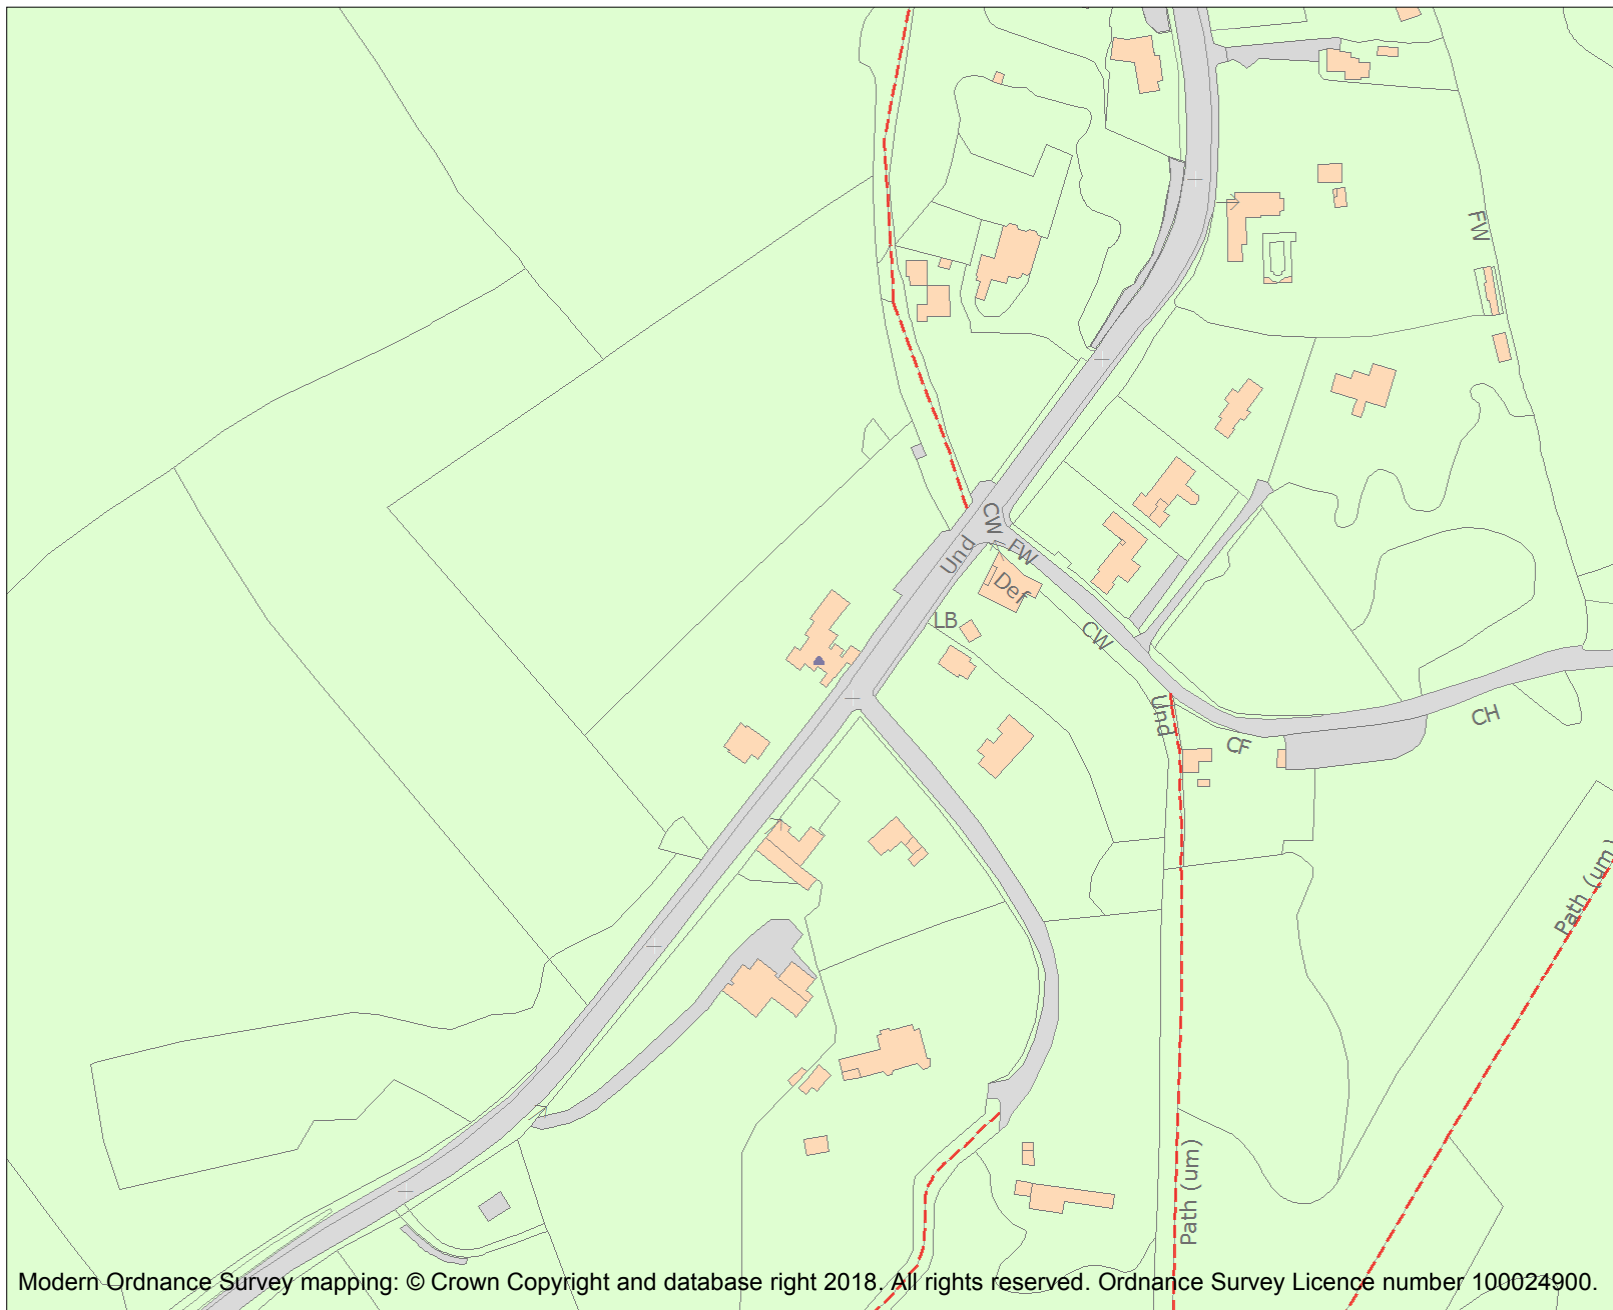 FW
CW
Und
FW
Def
LB
CW
Und
CH
CF
Path (um)
Path (um)
Modern Ordnance Survey mapping: © Crown Copyright and database right 2018. All rights reserved. Ordnance Survey Licence number 100024900.